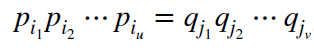 p_{i_1} p_{i_2} ⋯ p_{i_u} = q_{j_1} q_{j_2} ⋯ q_{j_v}